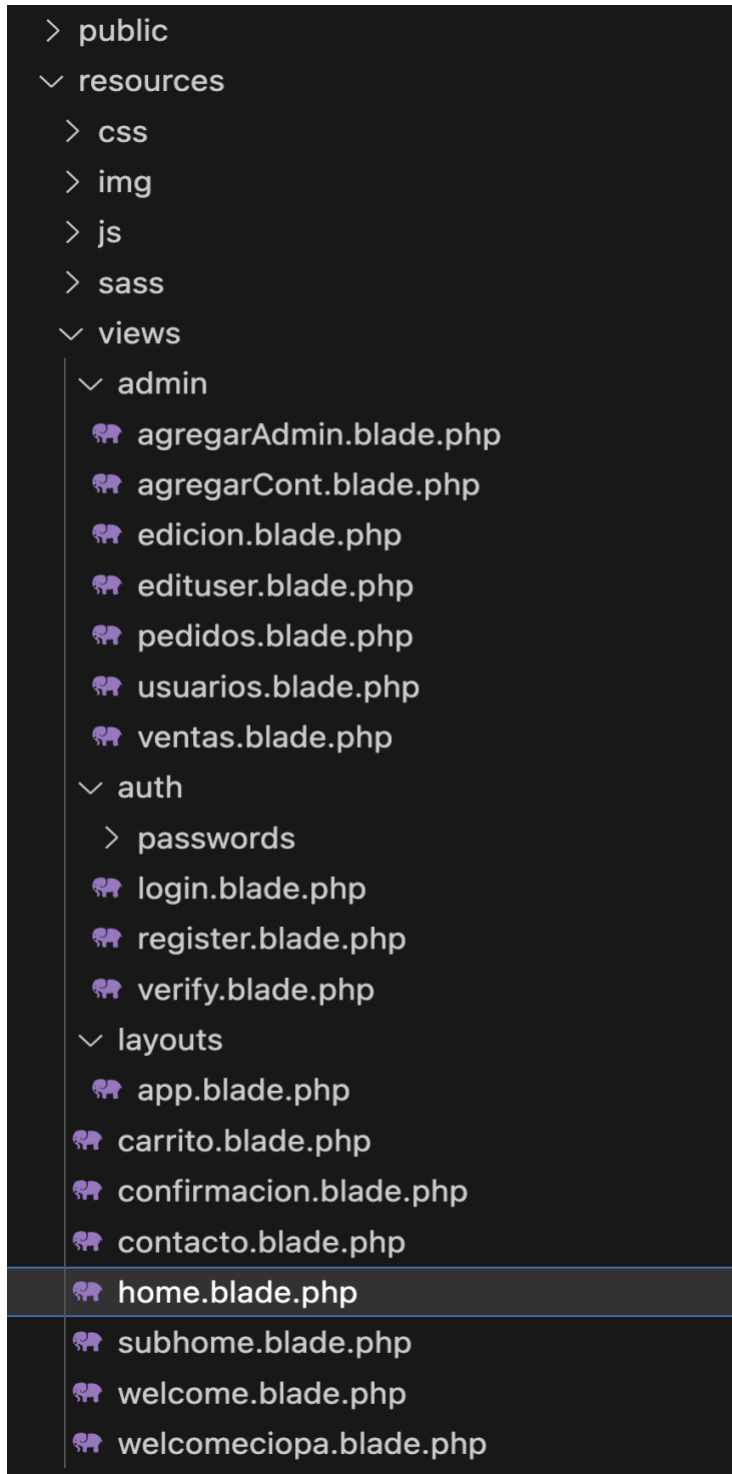 public
resources
css
img
js
sass
views
admin
agregarAdmin.blade.php
agregarCont.blade.php
edicion.blade.php
edituser.blade.php
pedidos.blade.php
usuarios.blade.php
ventas.blade.php
auth
passwords
login.blade.php
register.blade.php
verify.blade.php
layouts
app.blade.php
carrito.blade.php
confirmacion.blade.php
contacto.blade.php
home.blade.php
subhome.blade.php
welcome.blade.php
welcomeciopa.blade.php